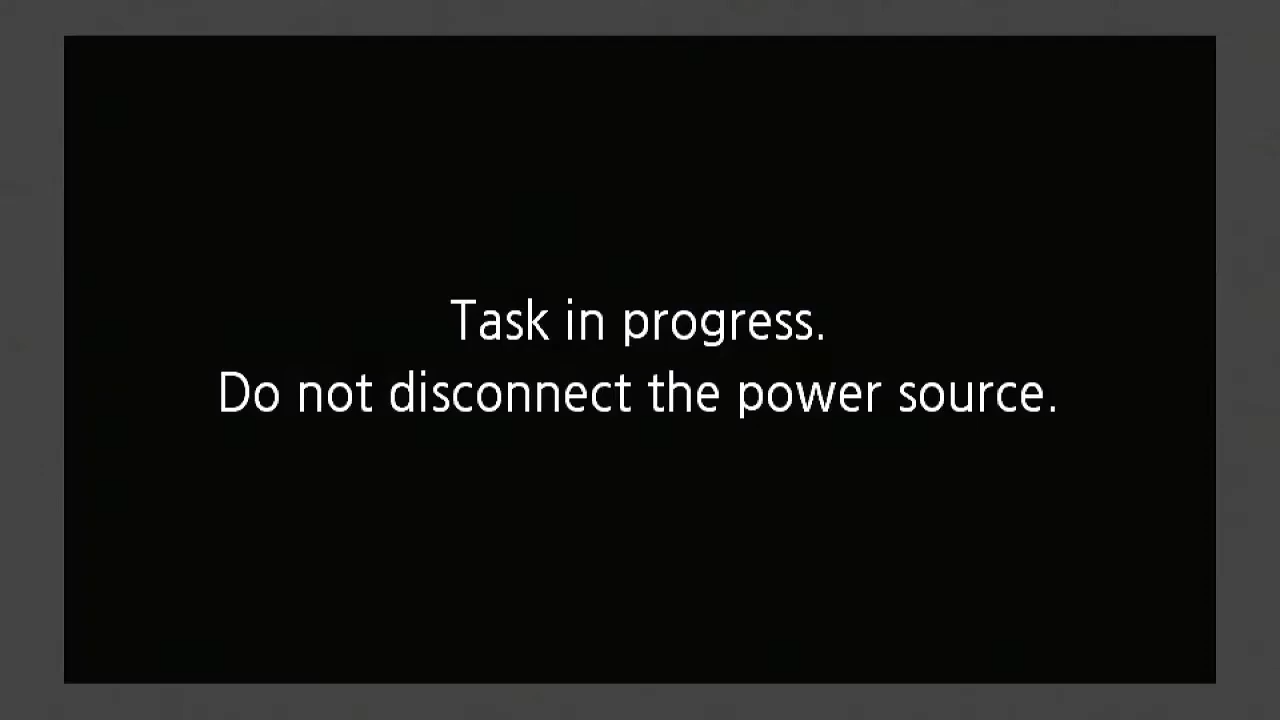 Task in progress.
Do not disconnect the power source.